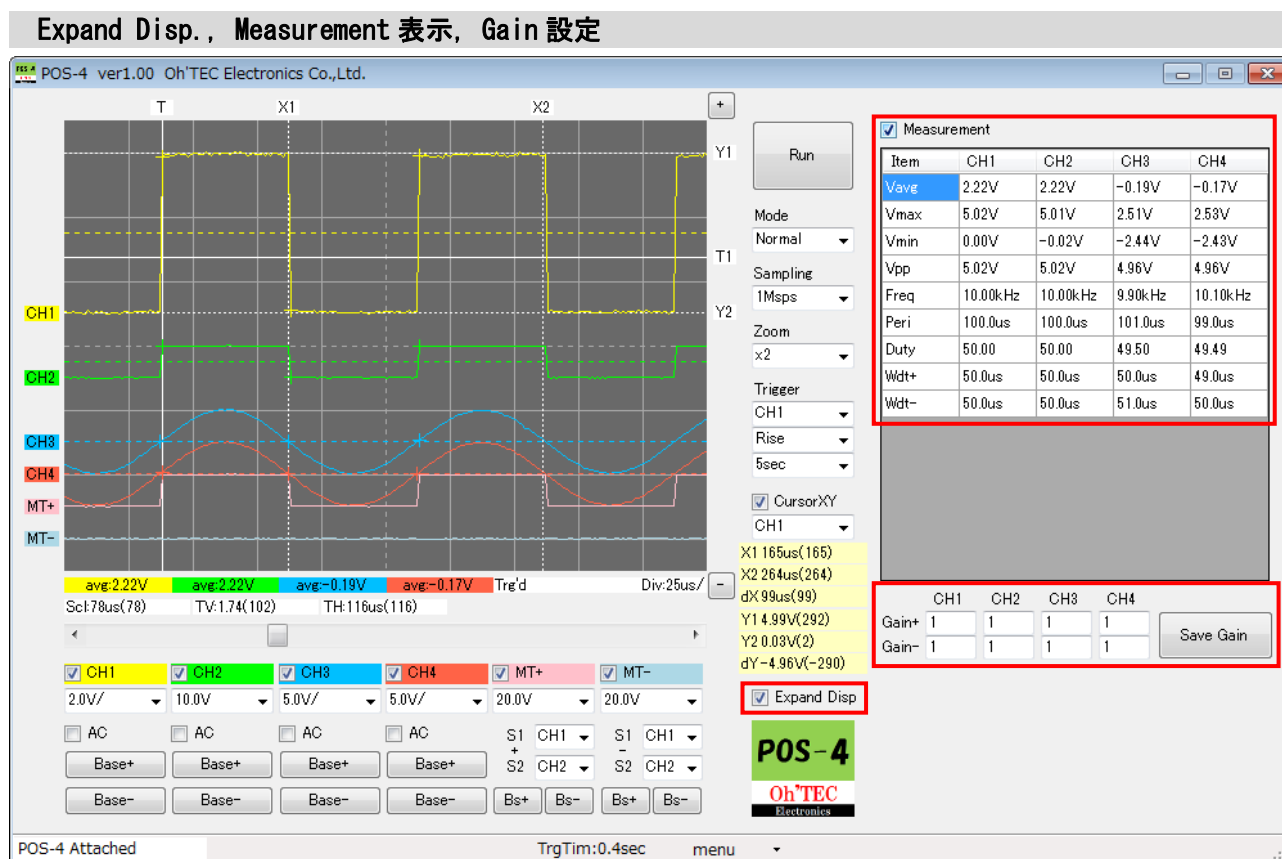 Expand Disp., Measurement 表示, Gain 設定
POS-4 ver1.00 Oh'TEC Electronics Co.,Ltd.
T X1 X2 +
Y1
T1
Y2
CH1
CH2
CH3
CH4
MT+
MT-
avg:2.22V avg:2.22V avg:-0.19V avg:-0.17V Trg'd Div:25us/ -
Scl:78us(78) TV:1.74(102) TH:116us(116)
CH1 CH2 CH3 CH4 MT+ MT-
2.0V/ 10.0V 5.0V/ 5.0V/ 20.0V 20.0V
AC AC AC AC S1 CH1 S1 CH1
+ -
S2 CH2 S2 CH2
Base+ Base+ Base+ Base+
Base- Base- Base- Base- Bs+ Bs- Bs+ Bs-
Run
Mode
Normal
Sampling
1Msps
Zoom
x2
Trigger
CH1
Rise
5sec
CursorXY
CH1
X1 165us(165)
X2 264us(264)
dX 99us(99)
Y1 4.99V(292)
Y2 0.03V(2)
dY-4.96V(-290)
Expand Disp
POS-4
Oh'TEC
Electronics
Measurement
Item CH1 CH2 CH3 CH4
Vavg 2.22V 2.22V -0.19V -0.17V
Vmax 5.02V 5.01V 2.51V 2.53V
Vmin 0.00V -0.02V -2.44V -2.43V
Vpp 5.02V 5.02V 4.96V 4.96V
Freq 10.00kHz 10.00kHz 9.90kHz 10.10kHz
Peri 100.0us 100.0us 101.0us 99.0us
Duty 50.00 50.00 49.50 49.49
Wdt+ 50.0us 50.0us 50.0us 49.0us
Wdt- 50.0us 50.0us 51.0us 50.0us
CH1 CH2 CH3 CH4
Gain+ 1 1 1 1
Gain- 1 1 1 1
Save Gain
POS-4 Attached TrgTim:0.4sec menu